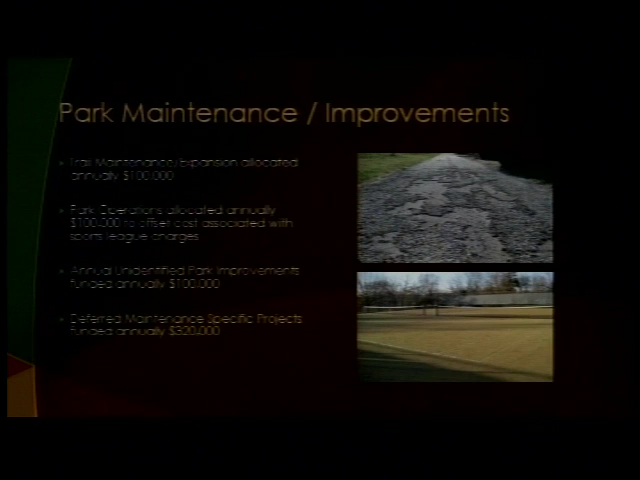 Park Maintenance / Improvements
Trail Maintenance/Expansion allocated
annually $100,000
Park Operations allocated annually
$100,000 to offset cost associated with
sports league charges
Annual Unidentified Park Improvements
funded annually $100,000
Deferred Maintenance Specific Projects
funded annually $320,000